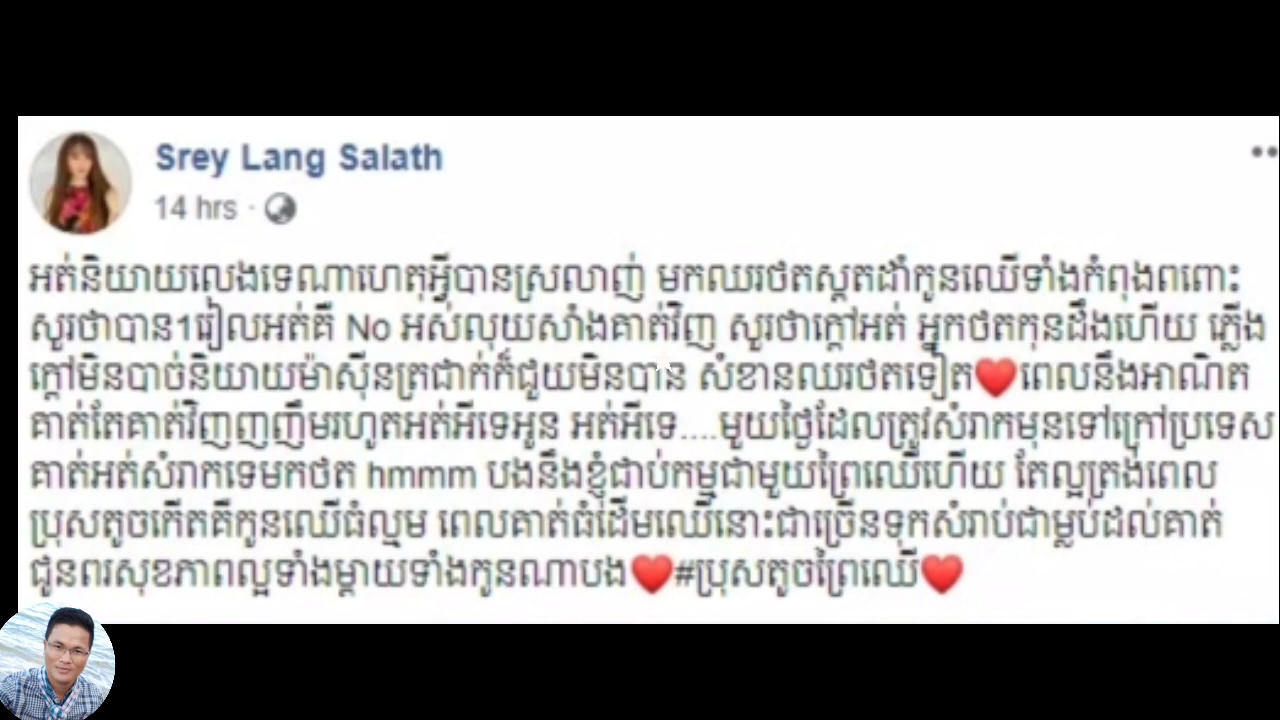 Srey Lang Salath
14 hrs ·
អត់និយាយលេងទេណាហេតុអ្វីបានស្រលាញ់ មកឈរថតស្គតដាំកូនឈើទាំងកំពុងពពោះ
សួរថាបាន1រៀលអត់គឺ No អស់លុយសាំងគាត់វិញ សួរថាក្តៅអត់ អ្នកថតកុនដឹងហើយ ភ្លើង
ក្តៅមិនបាច់និយាយម៉ាស៊ីនត្រជាក់ក៏ជួយមិនបាន សំខានឈរថតទៀត❤️ពេលនឹងអាណិត
គាត់តែគាត់វិញញញឹមរហូតអត់អីទេអូន អត់អីទេ....មួយថ្ងៃដែលត្រូវសំរាកមុនទៅក្រៅប្រទេស
គាត់អត់សំរាកទេមកថត hmmm បងនឹងខ្ញុំជាប់កម្មជាមួយព្រៃឈើហើយ តែល្អត្រង់ពេល
ប្រុសតូចកើតគឺកូនឈើធំល្មម ពេលគាត់ធំដើមឈើនោះជាច្រើនទុកសំរាប់ជាម្លប់ដល់គាត់
ជូនពរសុខភាពល្អទាំងម្តាយទាំងកូនណាបង❤️#ប្រុសតូចព្រៃឈើ❤️